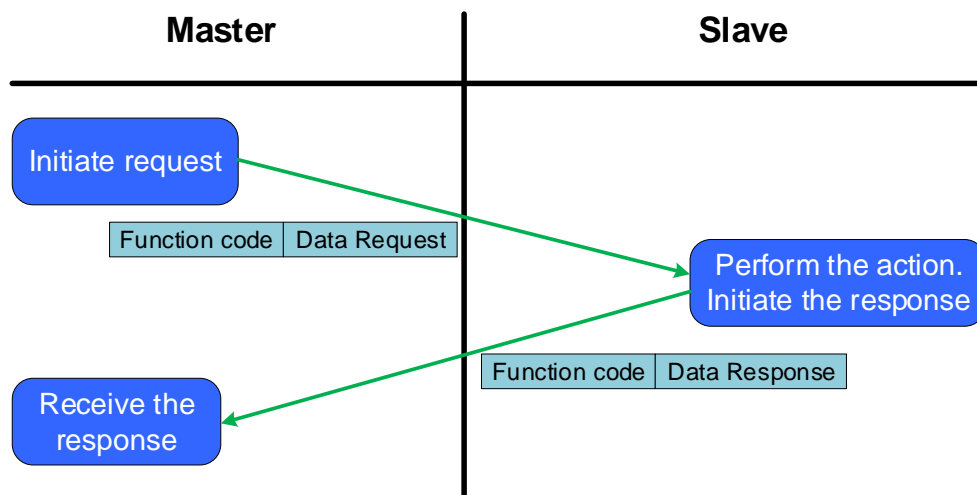 Master
Slave
Initiate request
Function code
Data Request
Perform the action.
Initiate the response
Function code
Data Response
Receive the
response